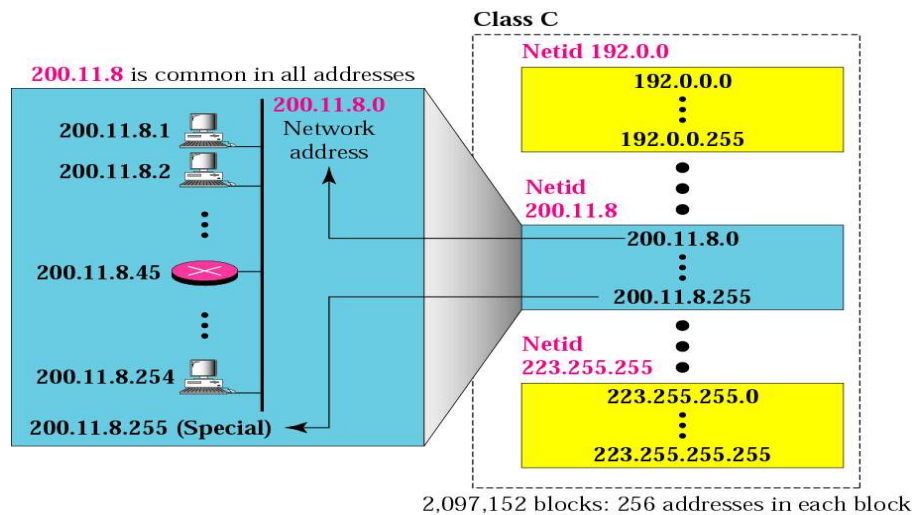 Class C
Netid 192.0.0
192.0.0.0
192.0.0.255
Netid
200.11.8
200.11.8.0
200.11.8.255
Netid
223.255.255
223.255.255.0
223.255.255.255
2,097,152 blocks: 256 addresses in each block
200.11.8 is common in all addresses
200.11.8.0
Network
address
200.11.8.1
200.11.8.2
200.11.8.45
200.11.8.254
200.11.8.255 (Special)